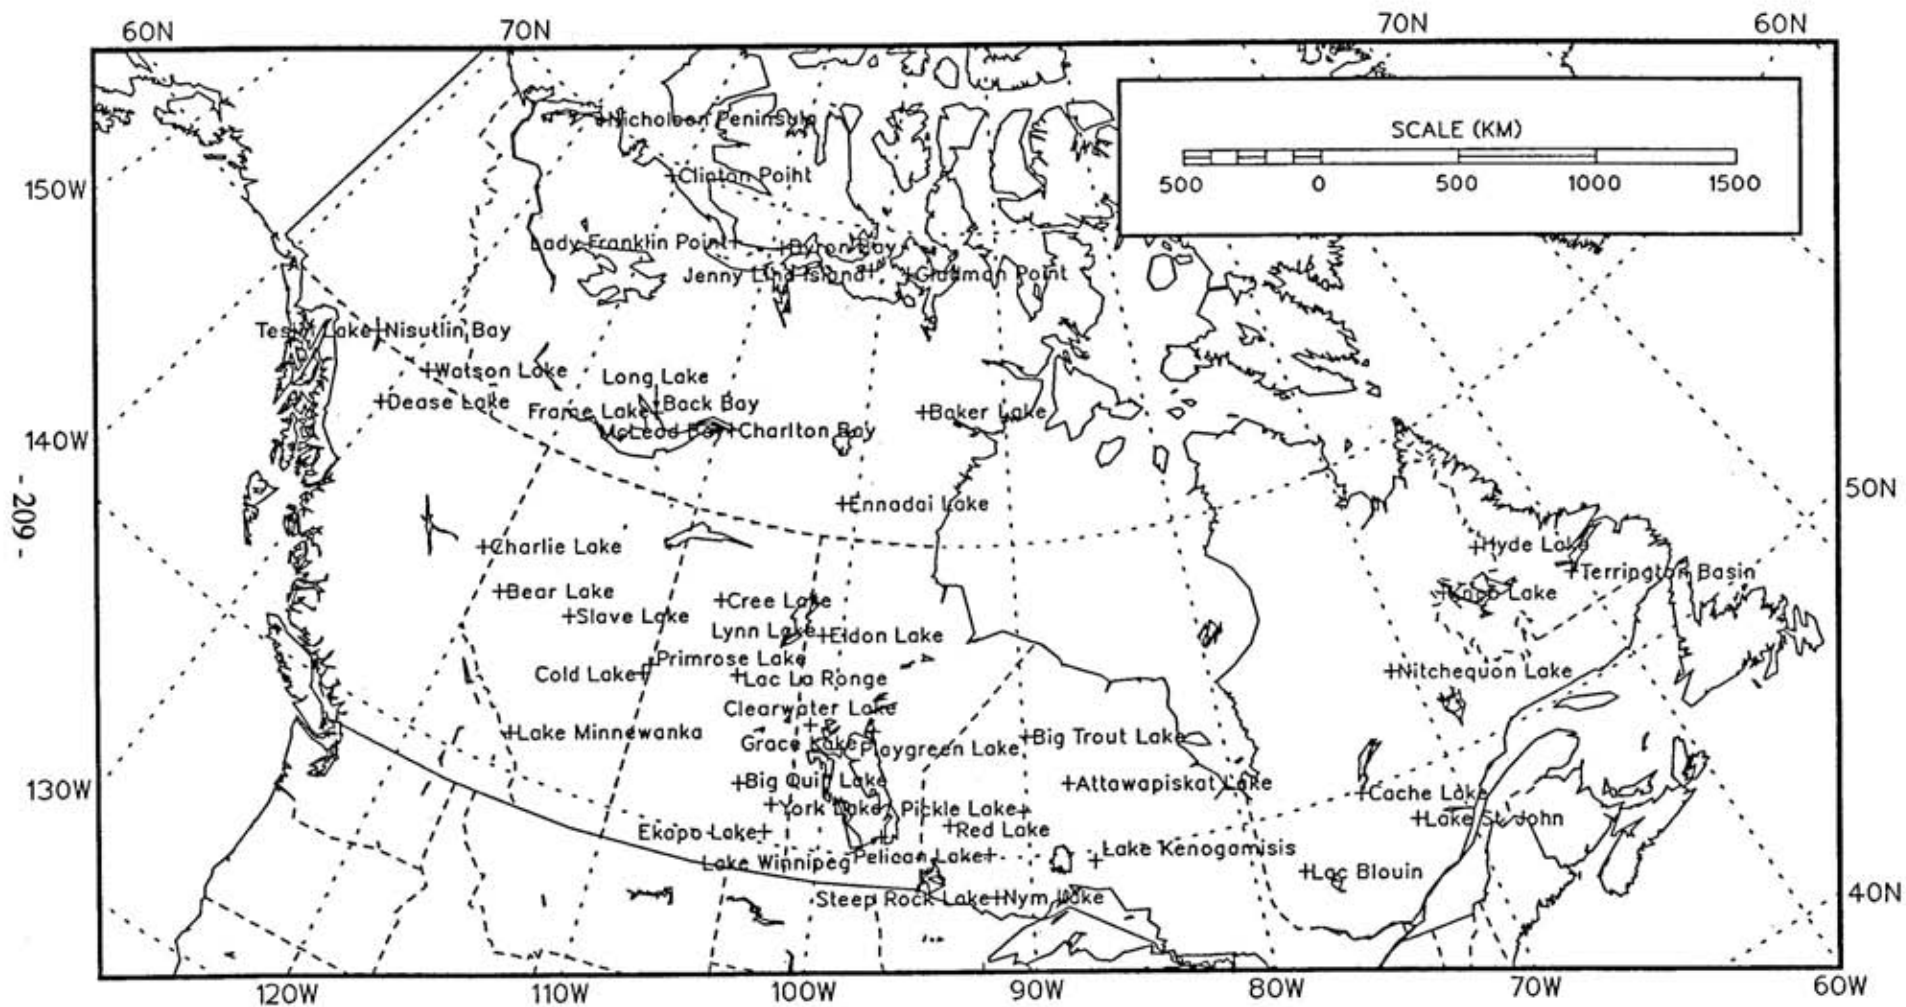 60N 70N 70N 60N
SCALE (KM)
500 0 500 1000 1500
150W
140W
130W
50N
40N
- 209 -
Nicholson Peninsula
Clinton Point
Lady Franklin Point
Byron Bay
Jenny Lind Island
Gladman Point
Teslin Lake
Nisutlin Bay
Watson Lake
Long Lake
Dease Lake
Frame Lake
Back Bay
Baker Lake
McLeod Bay
Charlton Bay
Ennadai Lake
Charlie Lake
Hyde Lake
Terrington Basin
Bear Lake
Knob Lake
Cree Lake
Slave Lake
Lynn Lake
Eldon Lake
Primrose Lake
Cold Lake
Lac La Ronge
Nitchequon Lake
Clearwater Lake
Lake Minnewanka
Grace Lake
Playgreen Lake
Big Trout Lake
Big Quill Lake
Attawapiskat Lake
Cache Lake
York Lake
Pickle Lake
Lake St. John
Ekapo Lake
Red Lake
Lake Winnipeg
Pelican Lake
Lake Kenogamisis
Lac Blouin
Steep Rock Lake
Nym Lake
120W 110W 100W 90W 80W 70W 60W